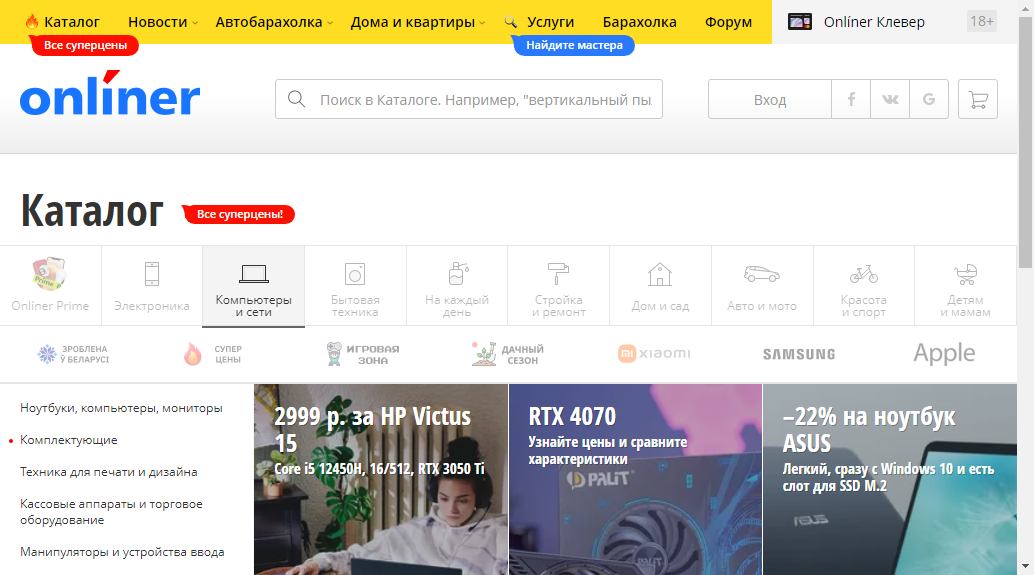 Каталог
Новости
Автобарахолка
Дома и квартиры
Услуги
Барахолка
Форум
Onlíner Клевер
18+
Все суперцены
Найдите мастера
onlíner
Поиск в Каталоге. Например, "вертикальный пы
Вход
Каталог
Все суперцены!
Onlíner Prime
Электроника
Компьютеры
и сети
Бытовая
техника
На каждый
день
Стройка
и ремонт
Дом и сад
Авто и мото
Красота
и спорт
Детям
и мамам
ЗРОБЛЕНА
Ў БЕЛАРУСІ
СУПЕР
ЦЕНЫ
ИГРОВАЯ
ЗОНА
ДАЧНЫЙ
СЕЗОН
mi xiaomi
SAMSUNG
Apple
Ноутбуки, компьютеры, мониторы
Комплектующие
Техника для печати и дизайна
Кассовые аппараты и торговое
оборудование
Манипуляторы и устройства ввода
2999 р. за HP Victus
15
Core i5 12450H, 16/512, RTX 3050 Ti
RTX 4070
Узнайте цены и сравните
характеристики
PALIT
–22% на ноутбук
ASUS
Легкий, сразу с Windows 10 и есть
слот для SSD M.2
ASUS